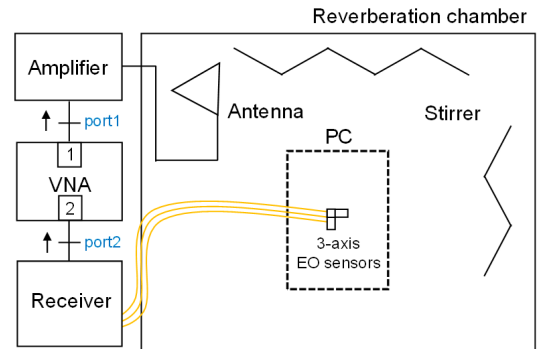 Reverberation chamber
Amplifier
Antenna
Stirrer
port1
1
VNA
2
PC
port2
3-axis
EO sensors
Receiver